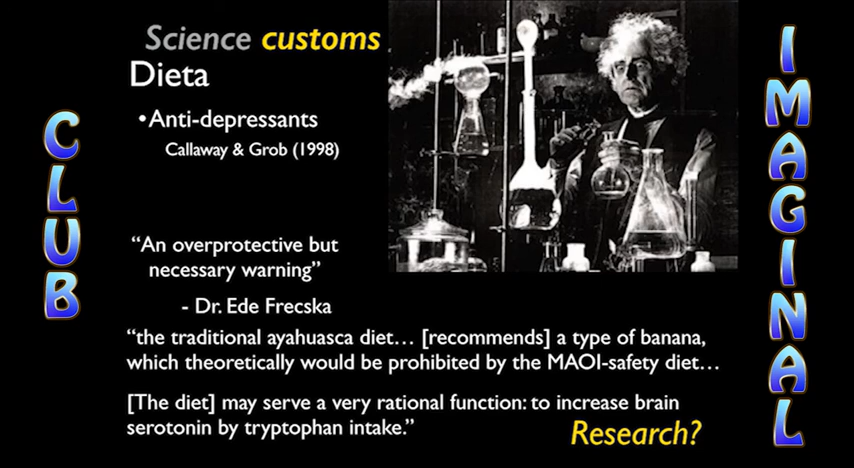 Science customs
Dieta
•Anti-depressants
Callaway & Grob (1998)
“An overprotective but
necessary warning”
- Dr. Ede Frecska
“the traditional ayahuasca diet… [recommends] a type of banana,
which theoretically would be prohibited by the MAOI-safety diet…
[The diet] may serve a very rational function: to increase brain
serotonin by tryptophan intake.”
Research?
CLUB
IMAGINAL